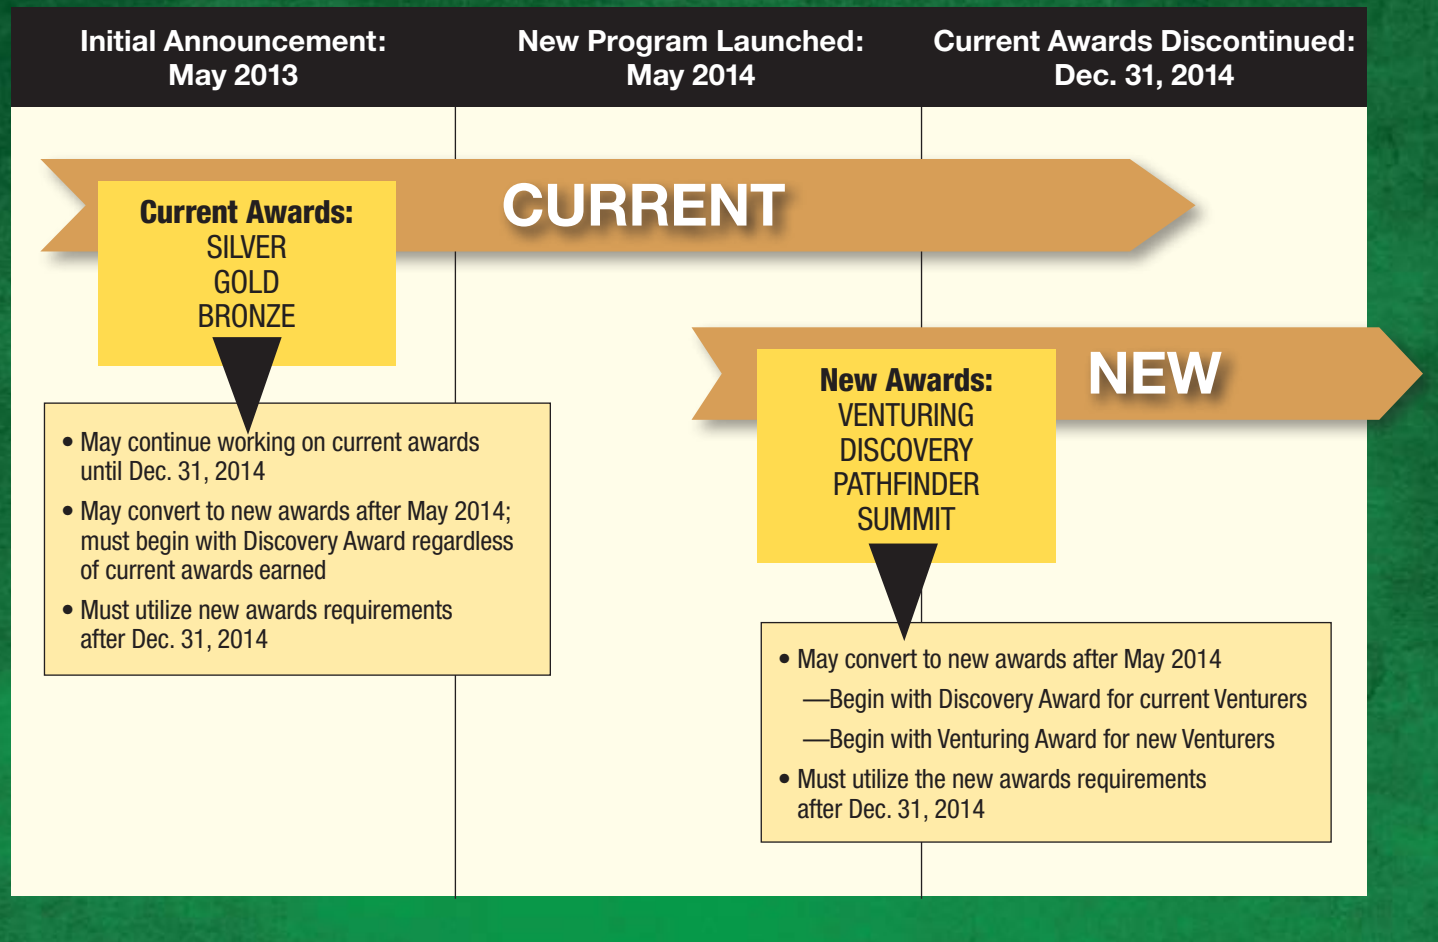 Initial Announcement:
May 2013
New Program Launched:
May 2014
Current Awards Discontinued:
Dec. 31, 2014
CURRENT
Current Awards:
SILVER
GOLD
BRONZE
• May continue working on current awards
until Dec. 31, 2014
• May convert to new awards after May 2014;
must begin with Discovery Award regardless
of current awards earned
• Must utilize new awards requirements
after Dec. 31, 2014
NEW
New Awards:
VENTURING
DISCOVERY
PATHFINDER
SUMMIT
• May convert to new awards after May 2014
—Begin with Discovery Award for current Venturers
—Begin with Venturing Award for new Venturers
• Must utilize the new awards requirements
after Dec. 31, 2014